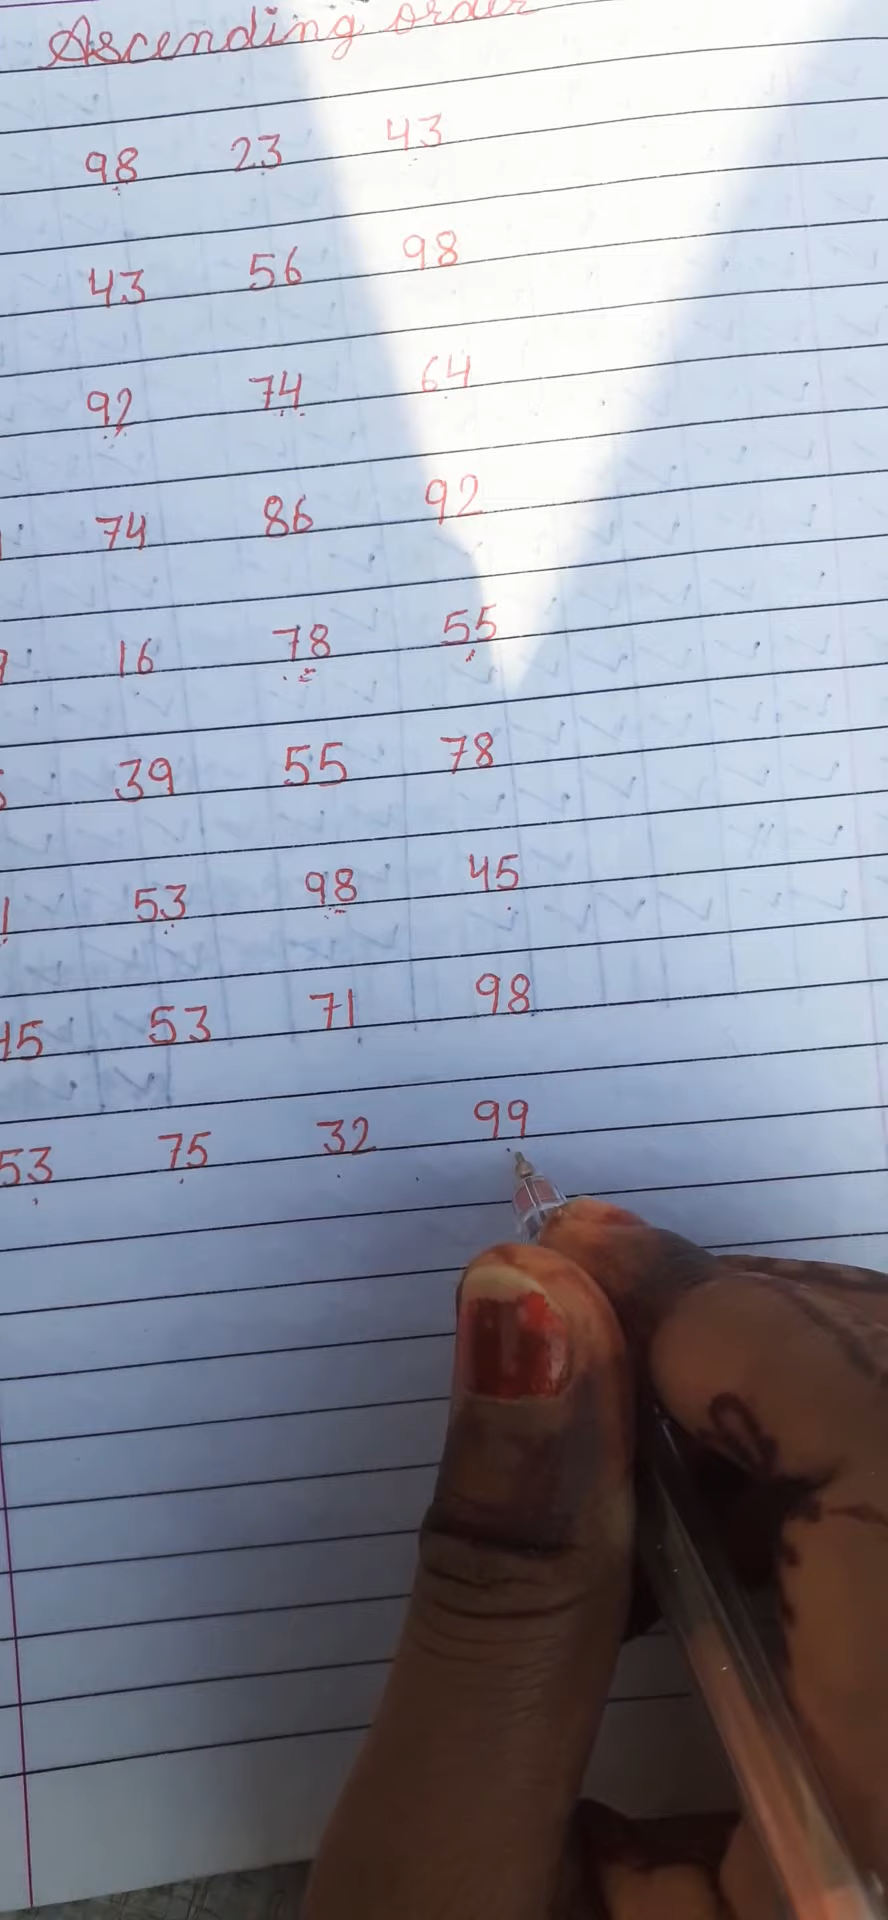 Ascending order
98 23 43
43 56 98
92 74 64
74 86 92
16 78 55
39 55 78
53 98 45
45 53 71 98
53 75 32 99